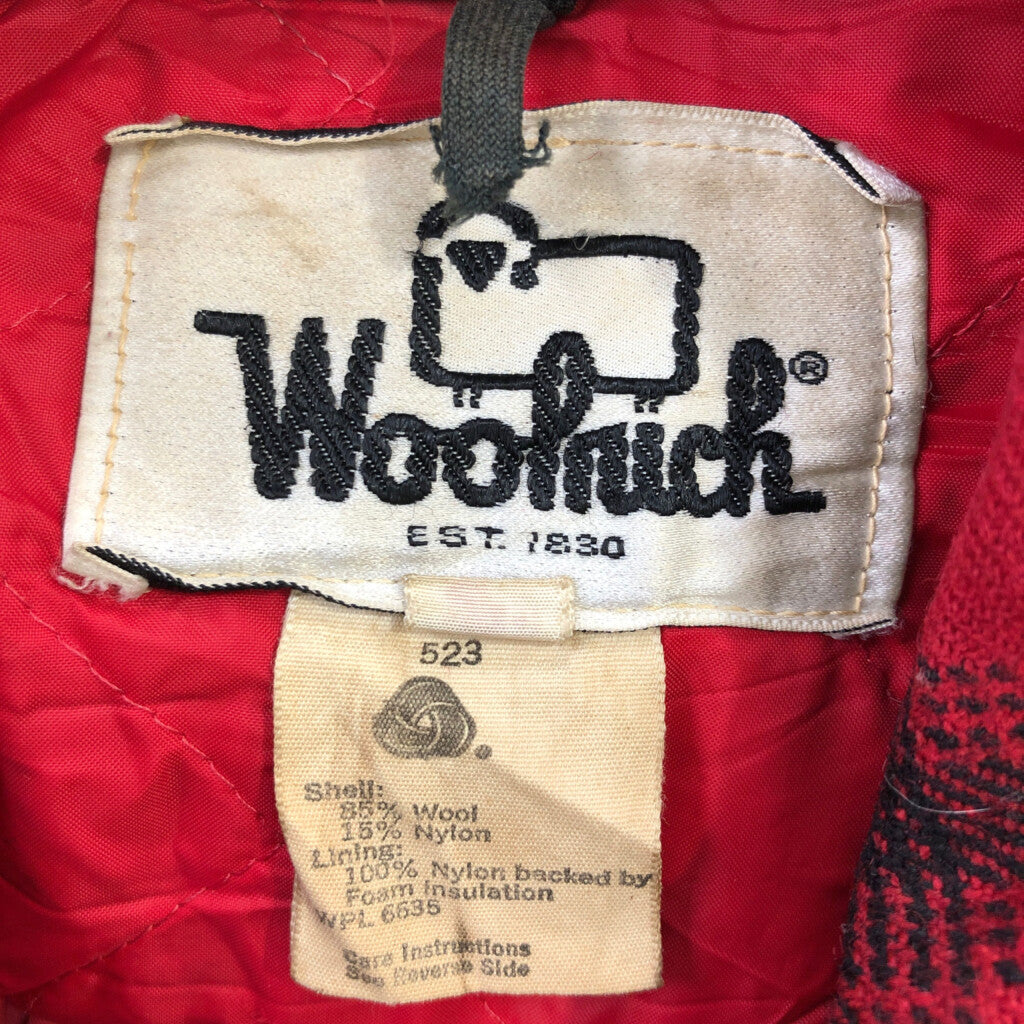 Woolrich®
EST. 1830
523
Shell:
85% Wool
15% Nylon
Lining:
100% Nylon backed by
Foam Insulation
WPL 6635
Care Instructions
See Reverse Side